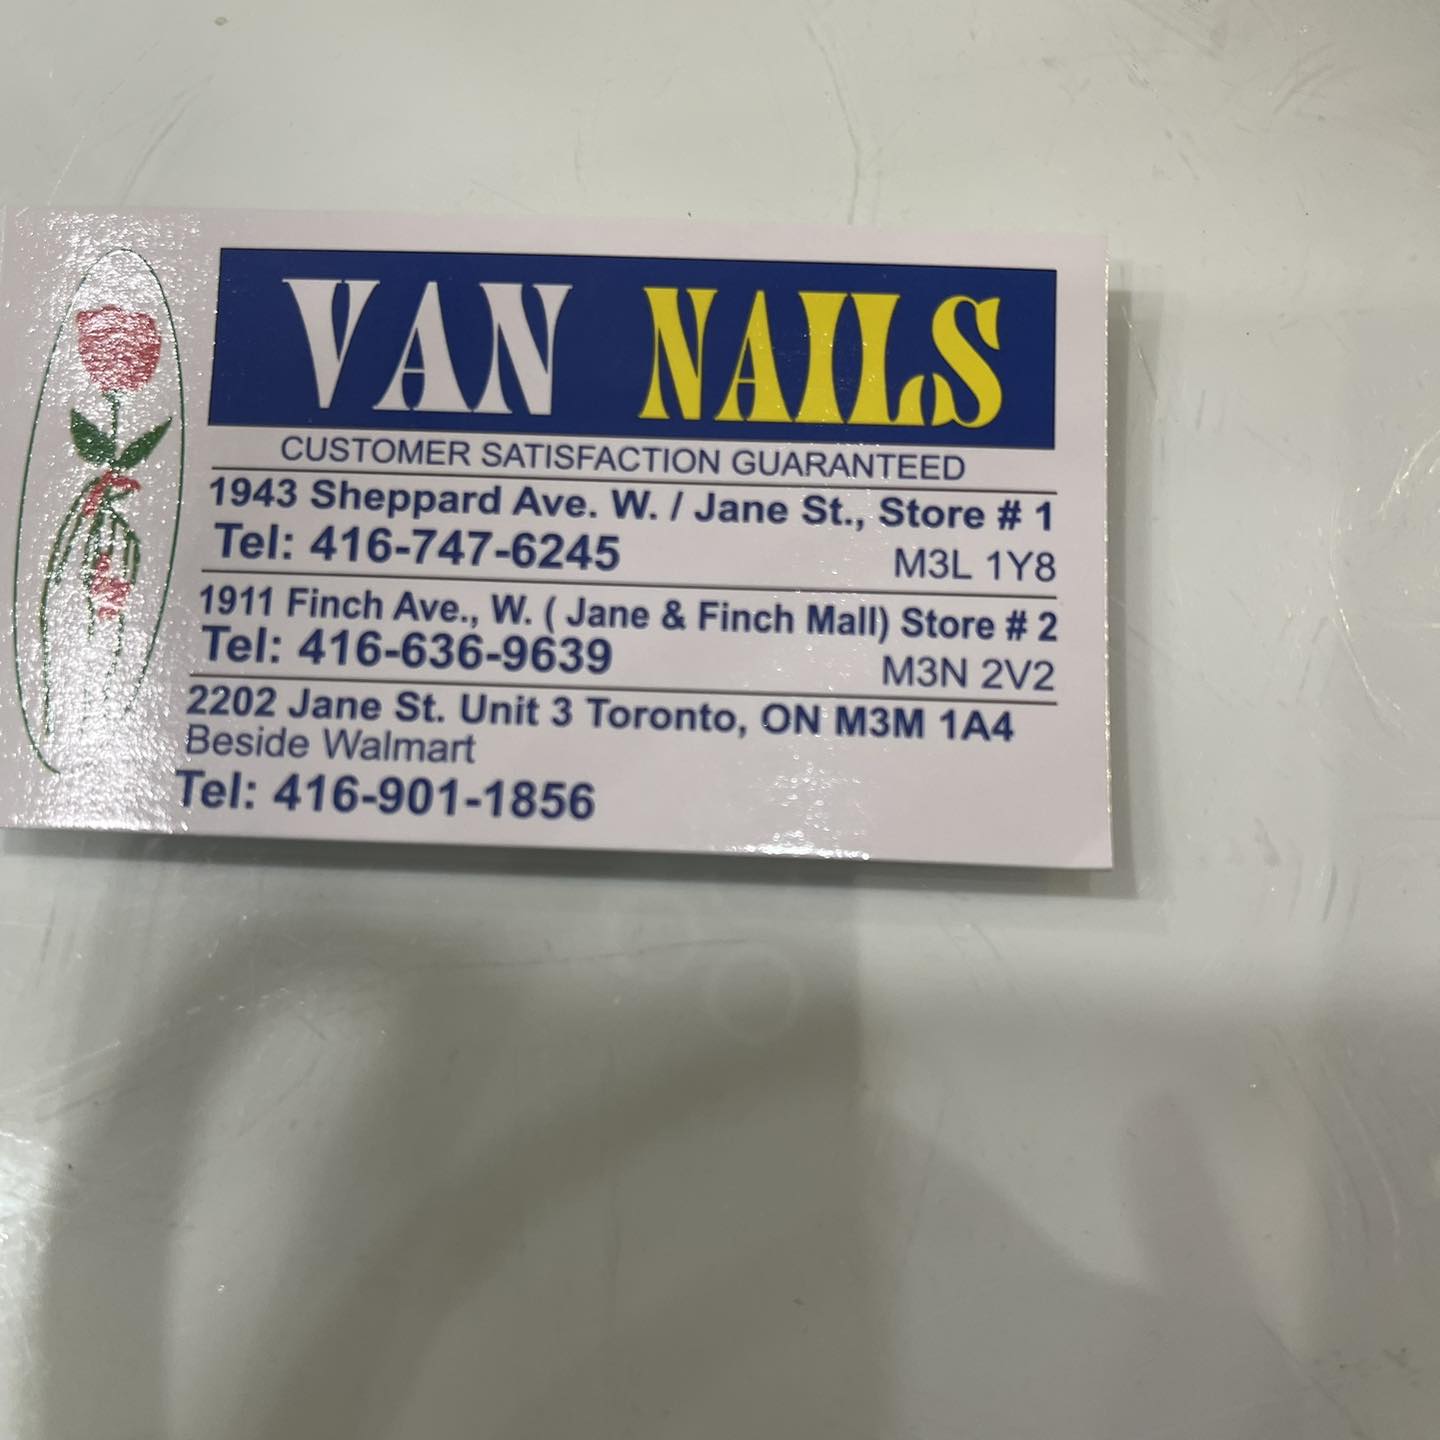 VAN NAILS
CUSTOMER SATISFACTION GUARANTEED
1943 Sheppard Ave. W. / Jane St., Store # 1
Tel: 416-747-6245 M3L 1Y8
1911 Finch Ave., W. ( Jane & Finch Mall) Store # 2
Tel: 416-636-9639 M3N 2V2
2202 Jane St. Unit 3 Toronto, ON M3M 1A4
Beside Walmart
Tel: 416-901-1856